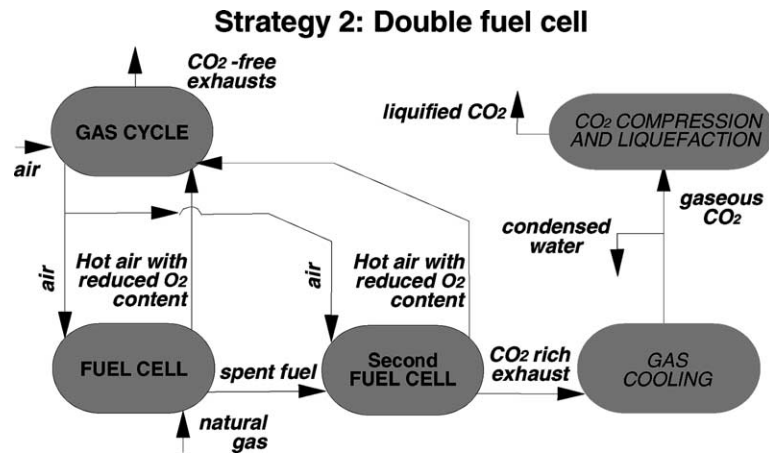 Strategy 2: Double fuel cell
CO2 -free
exhausts
GAS CYCLE
air
liquified CO2
CO2 COMPRESSION
AND LIQUEFACTION
gaseous
CO2
condensed
water
air
Hot air with
reduced O2
content
air
Hot air with
reduced O2
content
FUEL CELL
spent fuel
Second
FUEL CELL
CO2 rich
exhaust
GAS
COOLING
natural
gas